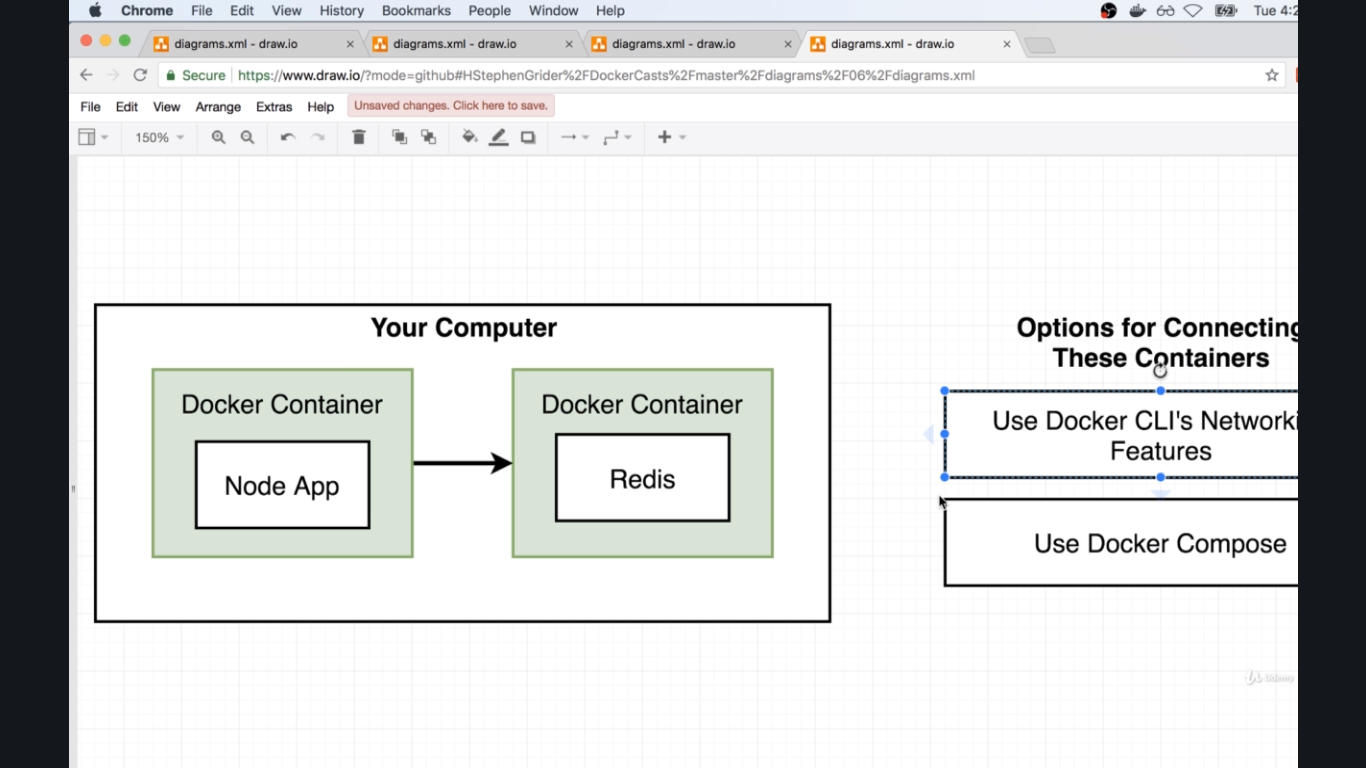 Chrome File Edit View History Bookmarks People Window Help Tue 4:2
diagrams.xml - draw.io diagrams.xml - draw.io diagrams.xml - draw.io diagrams.xml - draw.io
Secure https://www.draw.io/?mode=github#HStephenGrider%2FDockerCasts%2Fmaster%2Fdiagrams%2F06%2Fdiagrams.xml
File Edit View Arrange Extras Help Unsaved changes. Click here to save.
150%
Your Computer
Docker Container
Node App
Docker Container
Redis
Options for Connecting
These Containers
Use Docker CLI's Networki
Features
Use Docker Compose
Udemy